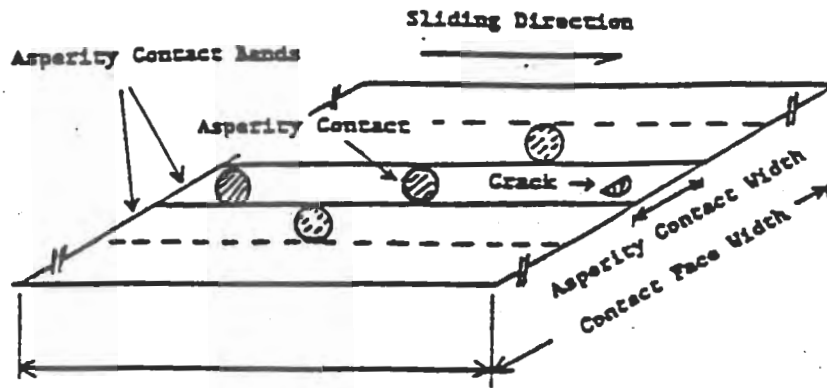 Sliding Direction
Asperity Contact Bands
Asperity Contact
Crack
Asperity Contact Width
Contact Face Width